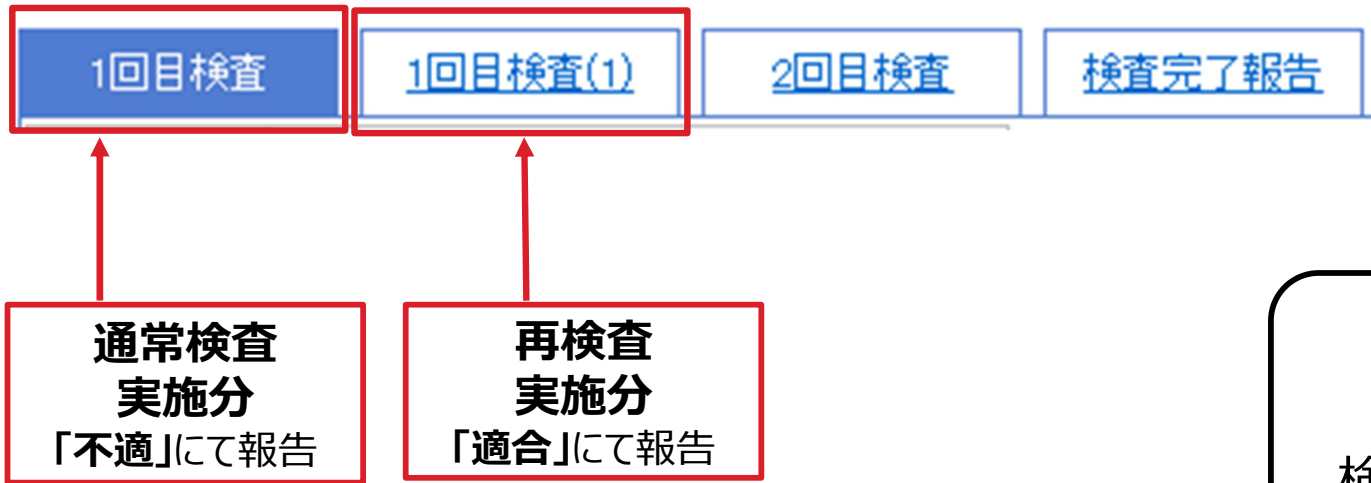 1回目検査
1回目検査(1)
2回目検査
検査完了報告
通常検査
実施分
「不適」にて報告
再検査
実施分
「適合」にて報告